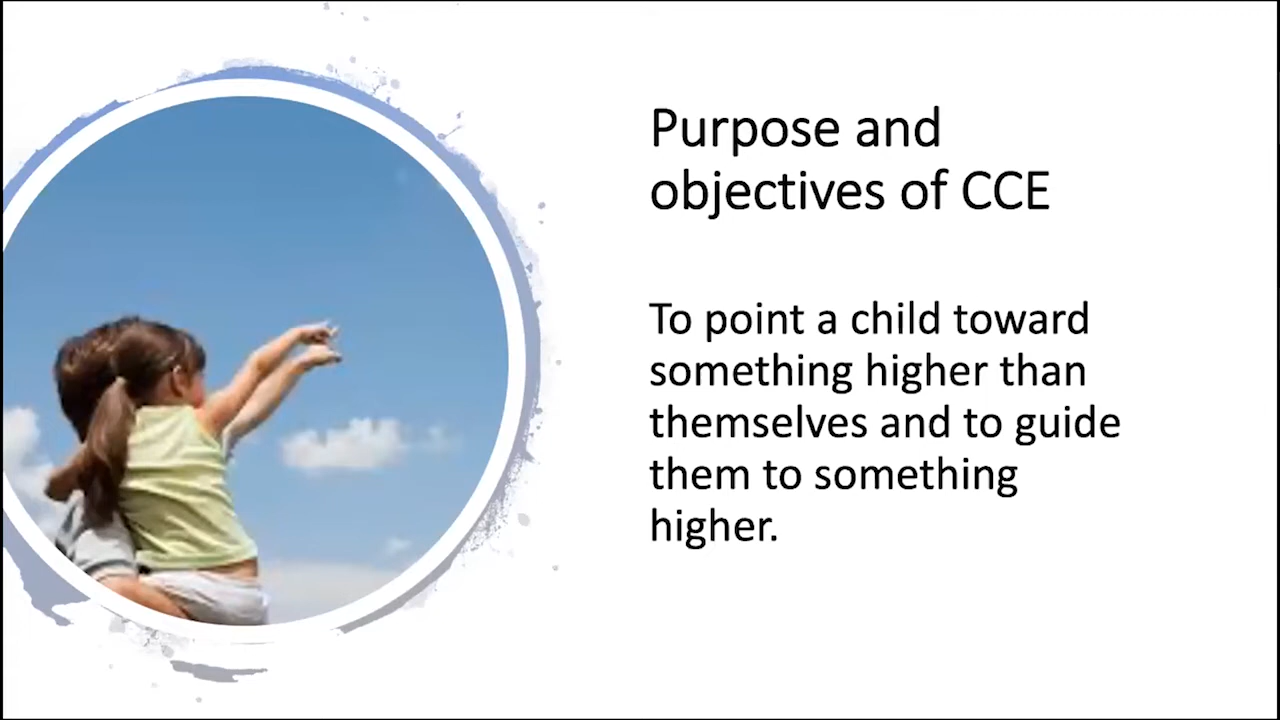 Purpose and
objectives of CCE
To point a child toward
something higher than
themselves and to guide
them to something
higher.